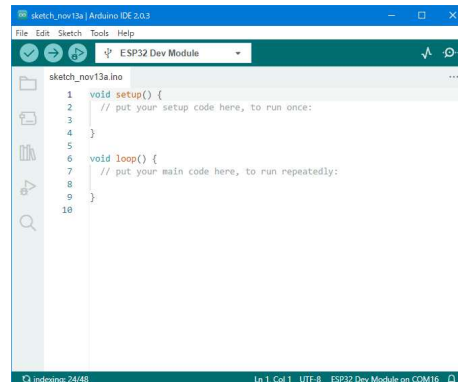 sketch_nov13a | Arduino IDE 2.0.3
File Edit Sketch Tools Help
ESP32 Dev Module
sketch_nov13a.ino
1 void setup() {
2 // put your setup code here, to run once:
3
4 }
5
6 void loop() {
7 // put your main code here, to run repeatedly:
8
9 }
10
indexing: 24/48 Ln 1, Col 1 UTF-8 ESP32 Dev Module on COM16